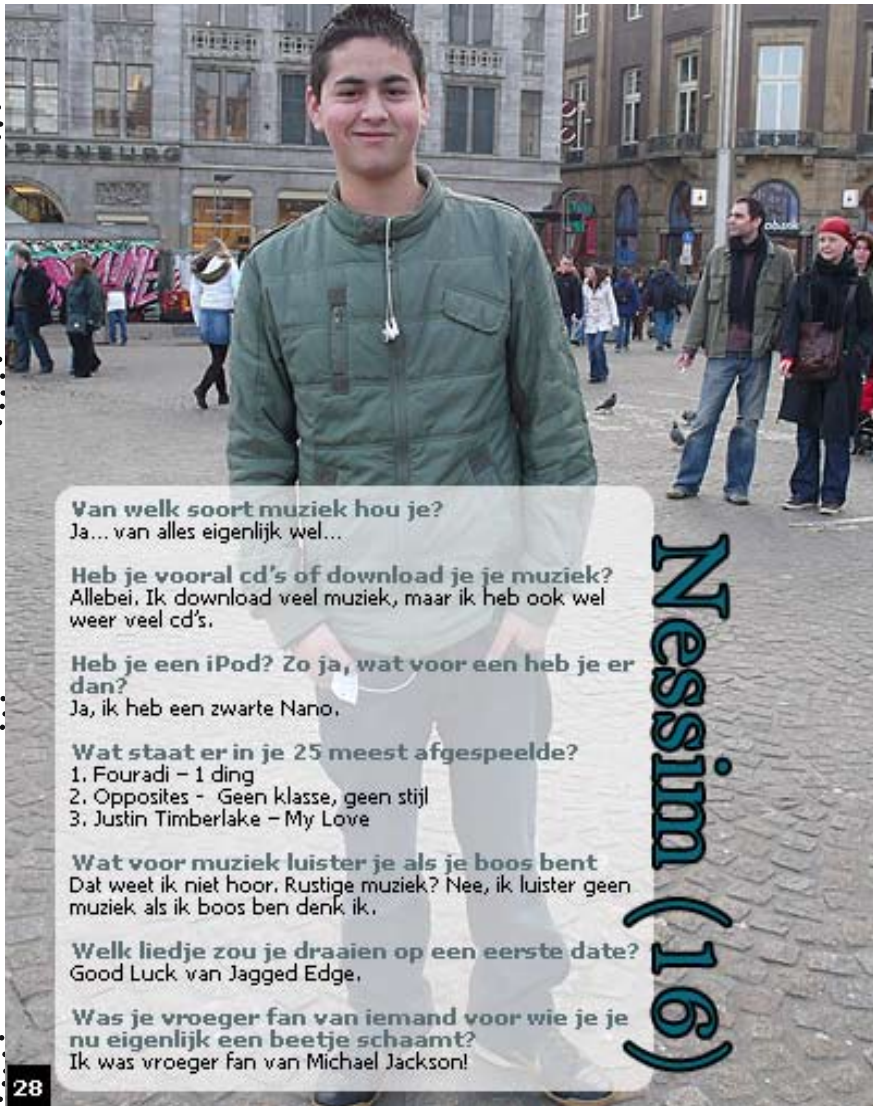 PPENBURG
Van welk soort muziek hou je?
Ja... van alles eigenlijk wel...
Heb je vooral cd's of download je je muziek?
Allebei. Ik download veel muziek, maar ik heb ook wel
weer veel cd's.
Heb je een iPod? Zo ja, wat voor een heb je er
dan?
Ja, ik heb een zwarte Nano.
Wat staat er in je 25 meest afgespeelde?
1. Fouradi – 1 ding
2. Opposites - Geen klasse, geen stijl
3. Justin Timberlake – My Love
Wat voor muziek luister je als je boos bent
Dat weet ik niet hoor. Rustige muziek? Nee, ik luister geen
muziek als ik boos ben denk ik.
Welk liedje zou je draaien op een eerste date?
Good Luck van Jagged Edge.
Was je vroeger fan van iemand voor wie je je
nu eigenlijk een beetje schaamt?
Ik was vroeger fan van Michael Jackson!
Nessim (16)
28